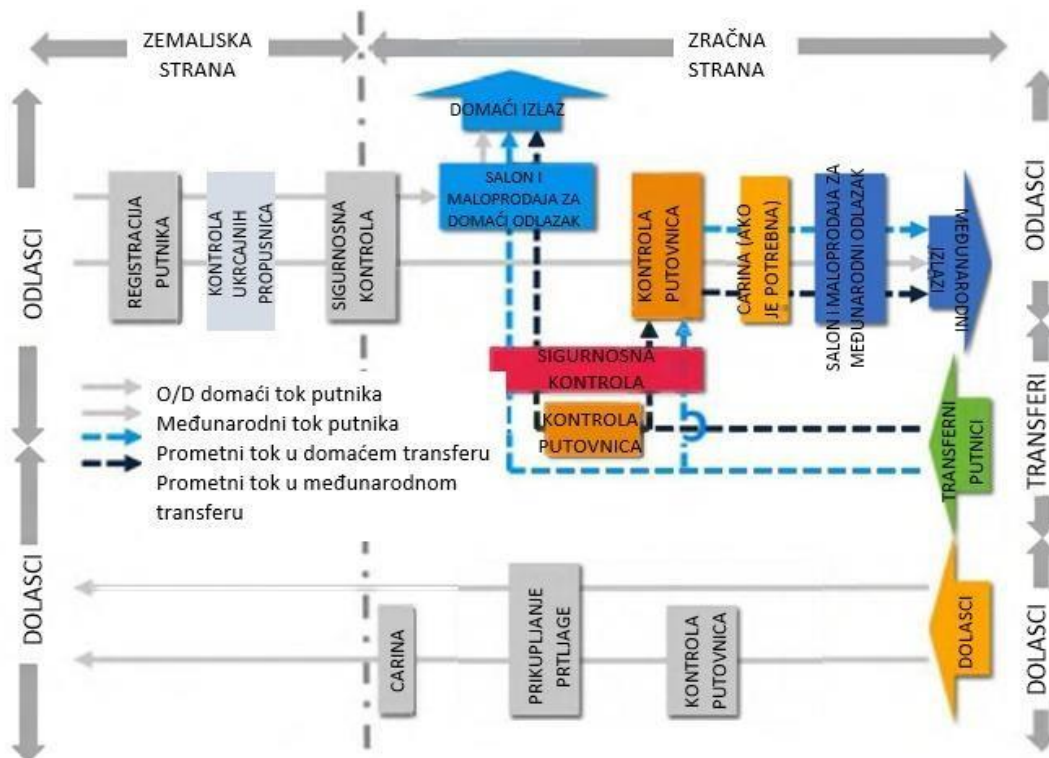 ZEMALJSKA
STRANA
ZRAČNA
STRANA
ODLASCI
DOLASCI
DOMAĆI IZLAZ
SALON I
MALOPRODAJA ZA
DOMAĆI ODLAZAK
REGISTRACIJA
PUTNIKA
KONTROLA
UKRCAJNIH
PROPUSNICA
SIGURNOSNA
KONTROLA
KONTROLA
PUTOVNICA
CARINA (AKO
JE POTREBNA)
SALON I MALOPRODAJA ZA
MEĐUNARODNI ODLAZAK
MEĐUNARODNI
IZLAZI
SIGURNOSNA
KONTROLA
KONTROLA
PUTOVNICA
TRANSFERNI
PUTNICI
O/D domaći tok putnika
Međunarodni tok putnika
Prometni tok u domaćem transferu
Prometni tok u međunarodnom
transferu
CARINA
PRIKUPLJANJE
PRTLJAGE
KONTROLA
PUTOVNICA
DOLASCI
ODLASCI
TRANSFERI
DOLASCI